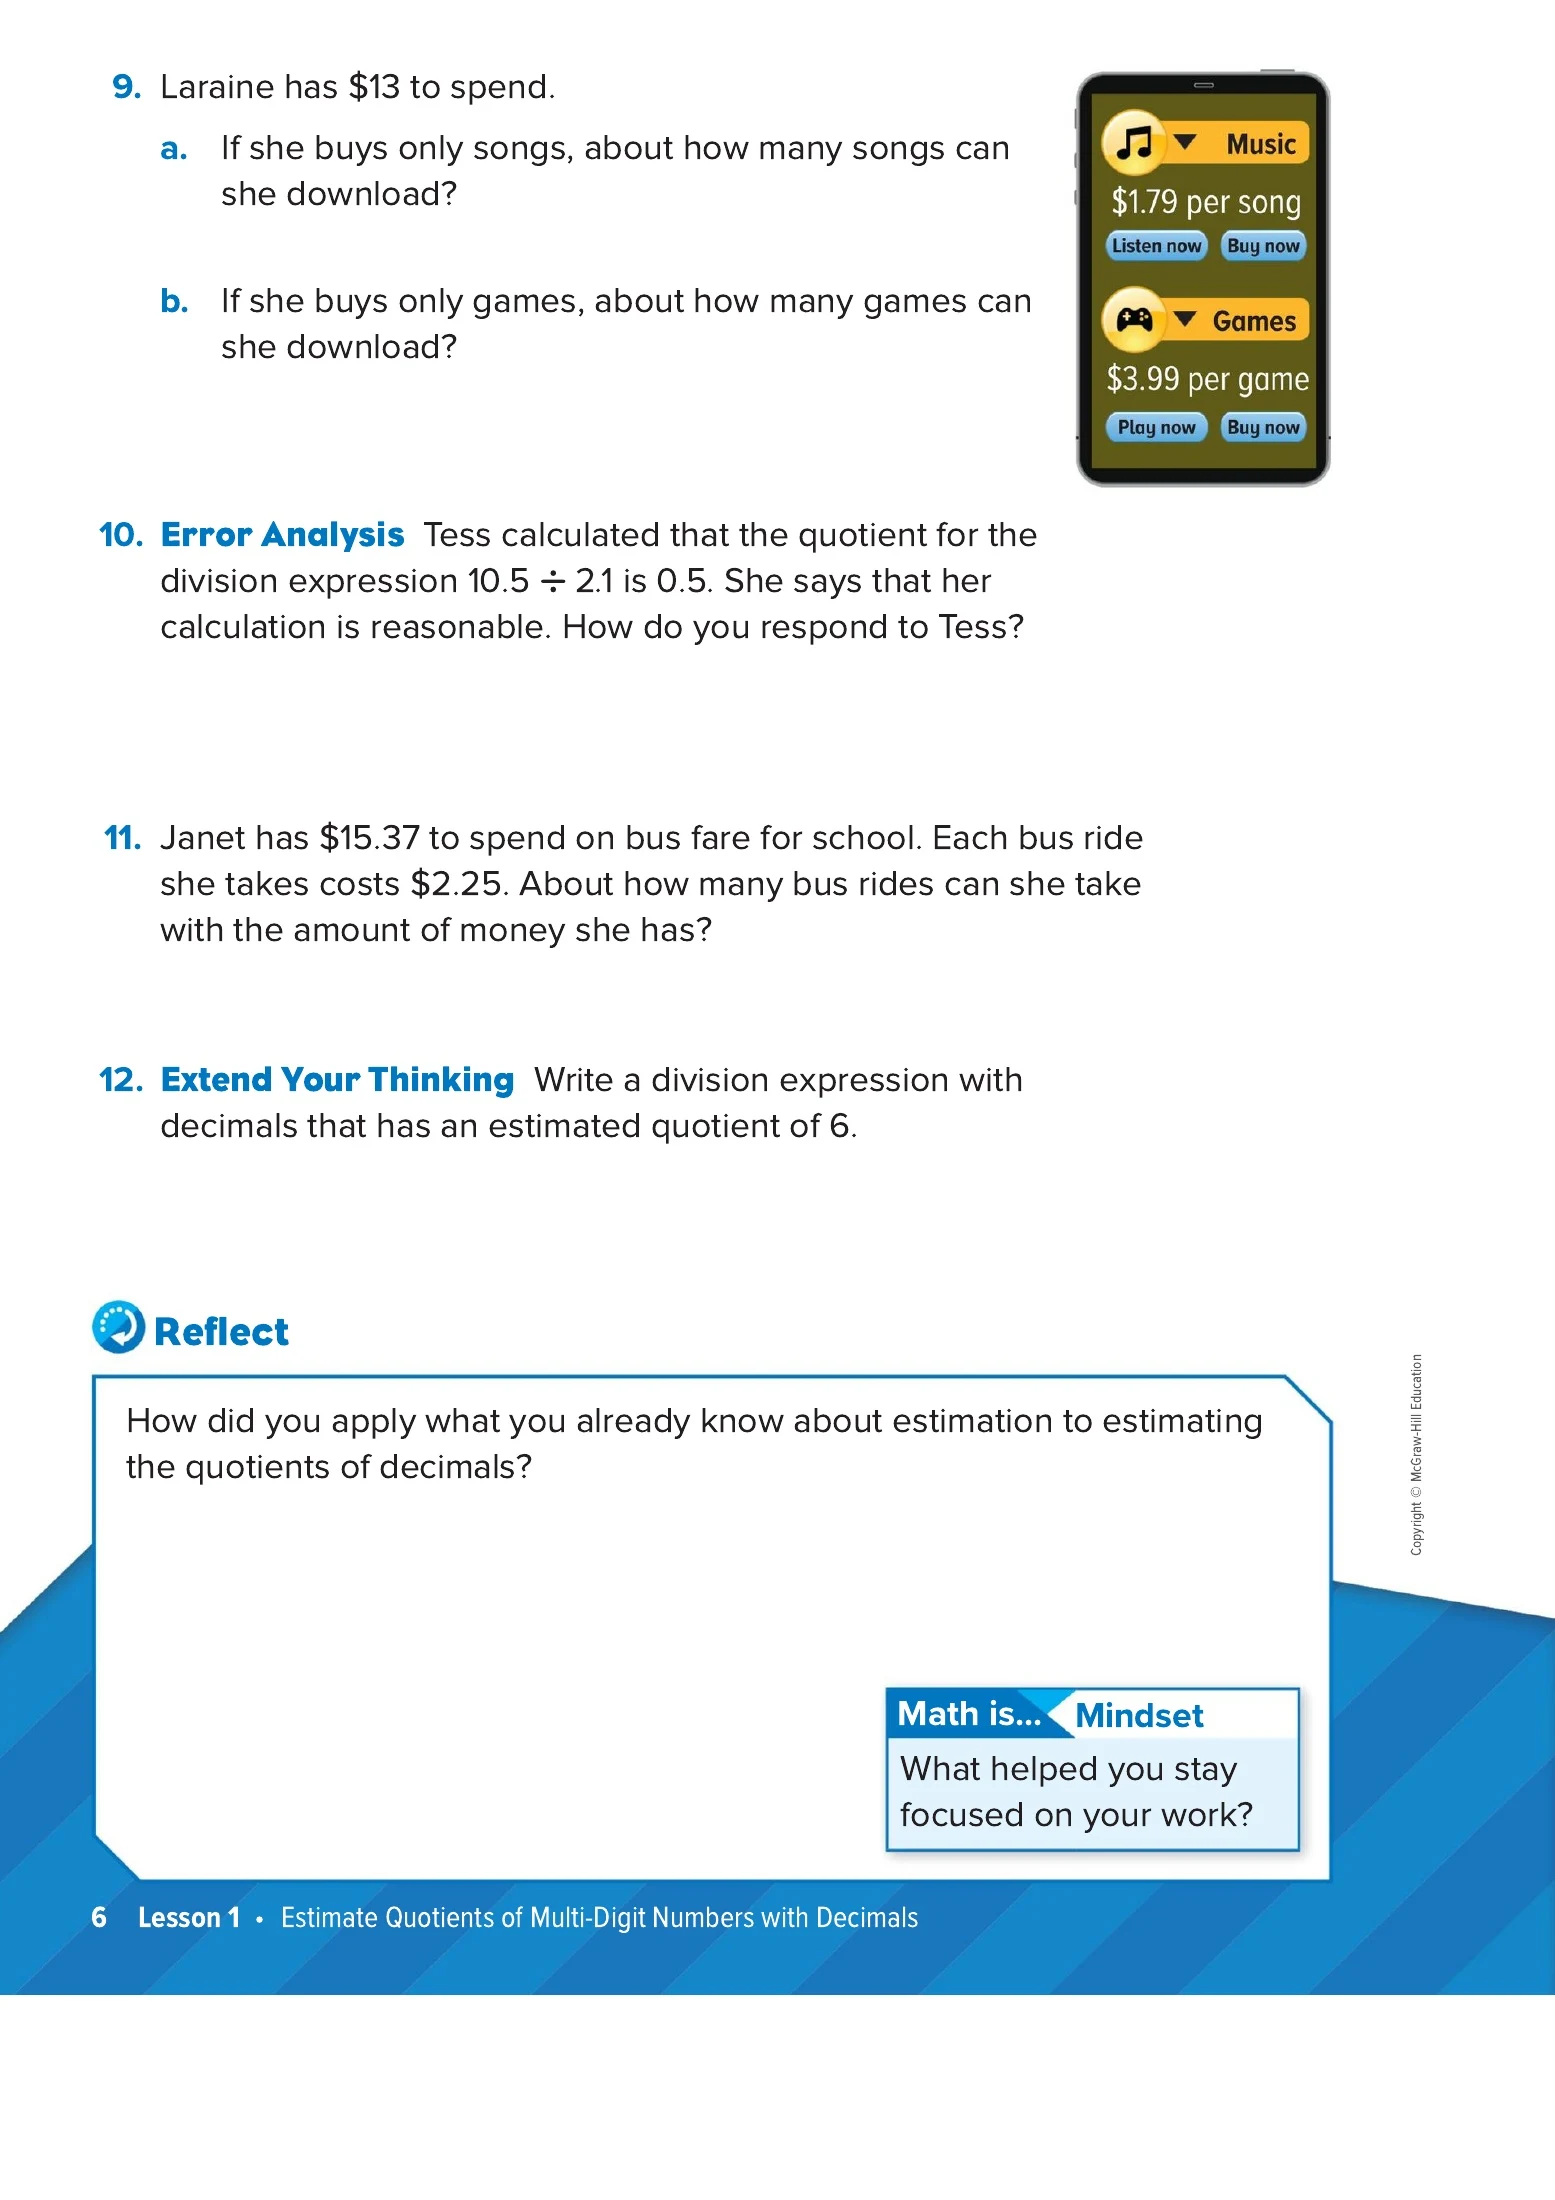 9. Laraine has $13 to spend.
a. If she buys only songs, about how many songs can
she download?
b. If she buys only games, about how many games can
she download?
Music
$1.79 per song
Listen now Buy now
Games
$3.99 per game
Play now Buy now
10. Error Analysis Tess calculated that the quotient for the
division expression 10.5 ÷ 2.1 is 0.5. She says that her
calculation is reasonable. How do you respond to Tess?
11. Janet has $15.37 to spend on bus fare for school. Each bus ride
she takes costs $2.25. About how many bus rides can she take
with the amount of money she has?
12. Extend Your Thinking Write a division expression with
decimals that has an estimated quotient of 6.
Reflect
How did you apply what you already know about estimation to estimating
the quotients of decimals?
Math is... Mindset
What helped you stay
focused on your work?
Copyright © McGraw-Hill Education
6 Lesson 1 • Estimate Quotients of Multi-Digit Numbers with Decimals